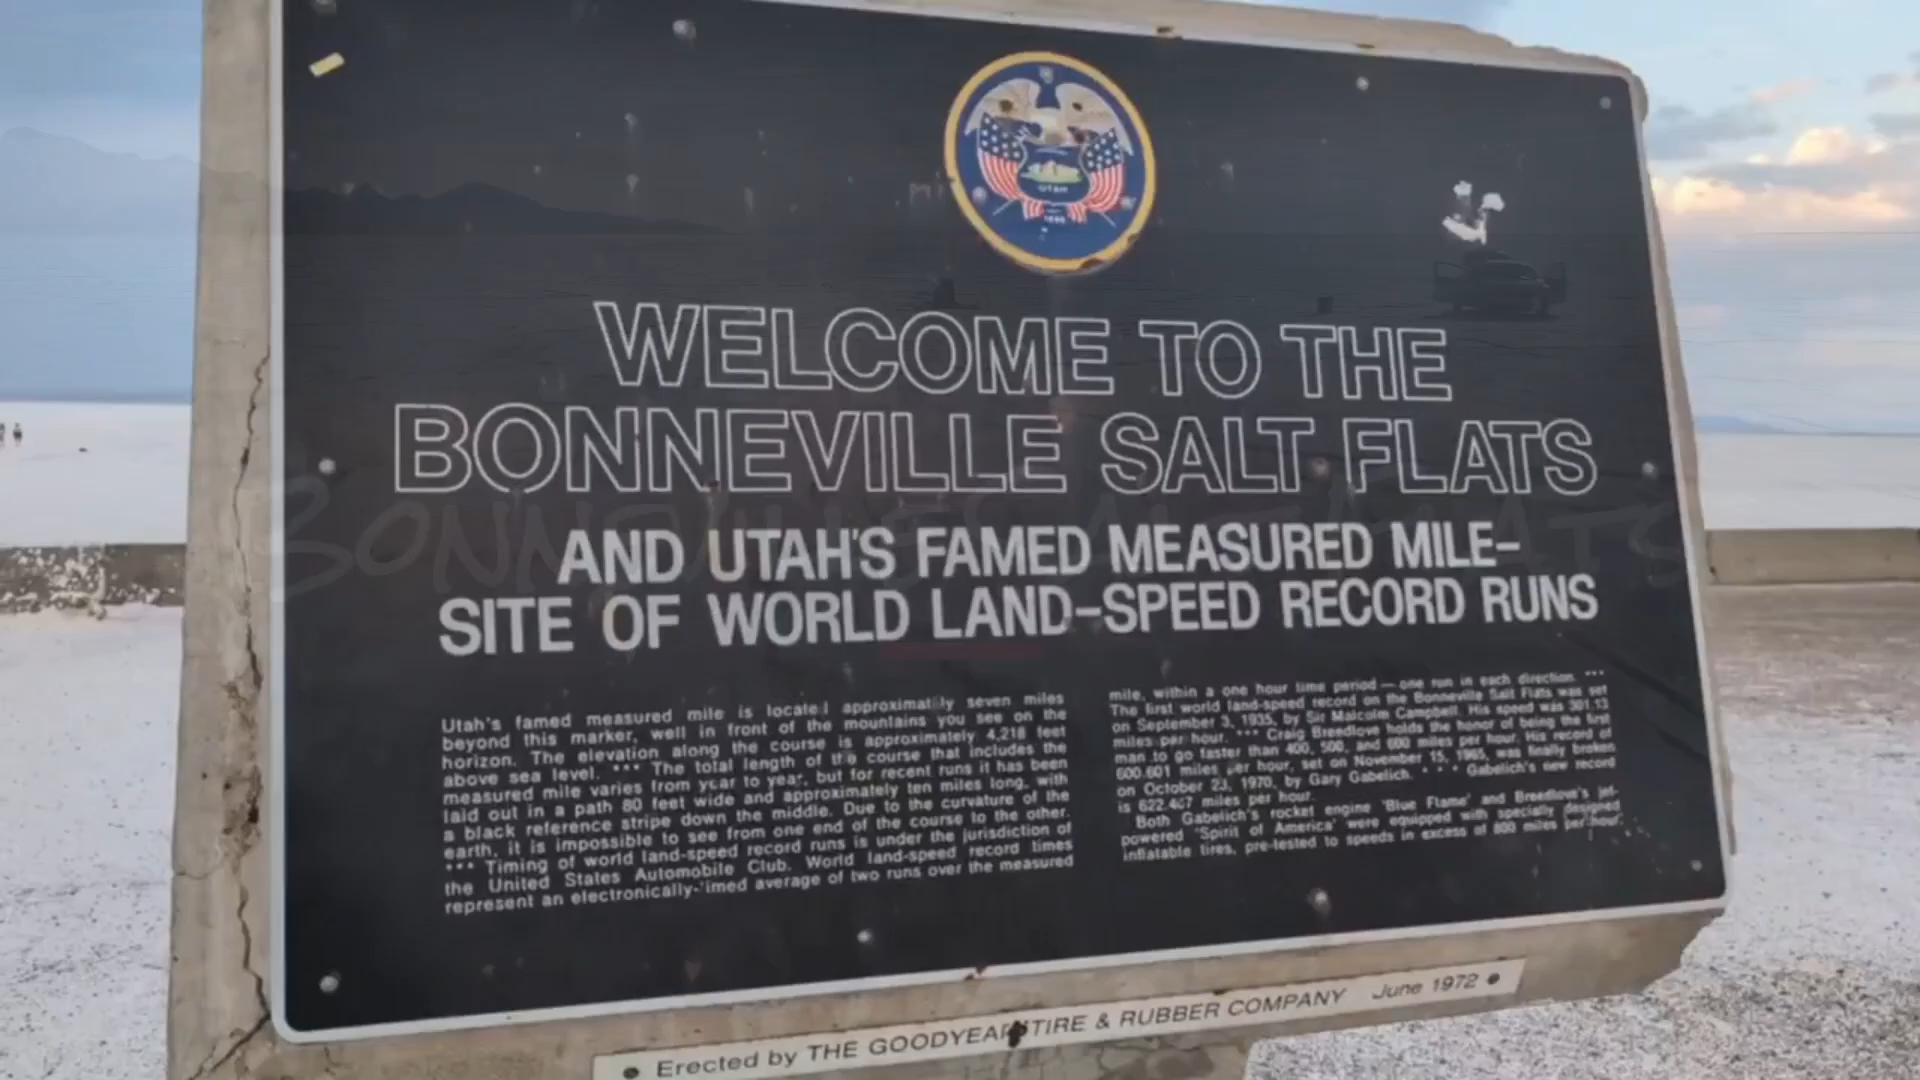 UTAH
1896
WELCOME TO THE
BONNEVILLE SALT FLATS
AND UTAH'S FAMED MEASURED MILE–
SITE OF WORLD LAND–SPEED RECORD RUNS
BONNEVILLE SALT FLATS
Utah's famed measured mile is located approximately seven miles
beyond this marker, well in front of the mountains you see on the
horizon. The elevation along the course is approximately 4,218 feet
above sea level. *** The total length of the course that includes the
measured mile varies from year to year, but for recent runs it has been
laid out in a path 80 feet wide and approximately ten miles long, with
a black reference stripe down the middle. Due to the curvature of the
earth, it is impossible to see from one end of the course to the other.
*** Timing of world land-speed record runs is under the jurisdiction of
the United States Automobile Club. World land-speed record times
represent an electronically-timed average of two runs over the measured
mile, within a one hour time period — one run in each direction. ***
The first world land-speed record on the Bonneville Salt Flats was set
on September 3, 1935, by Sir Malcolm Campbell. His speed was 301.13
miles per hour. *** Craig Breedlove holds the honor of being the first
man to go faster than 400, 500, and 600 miles per hour. His record of
600.601 miles per hour, set on November 15, 1965, was finally broken
on October 23, 1970, by Gary Gabelich. * * * Gabelich's new record
is 622.407 miles per hour.
Both Gabelich's rocket engine 'Blue Flame' and Breedlove's jet-
powered 'Spirit of America' were equipped with specially designed
inflatable tires, pre-tested to speeds in excess of 800 miles per hour.
Erected by THE GOODYEAR TIRE & RUBBER COMPANY June 1972